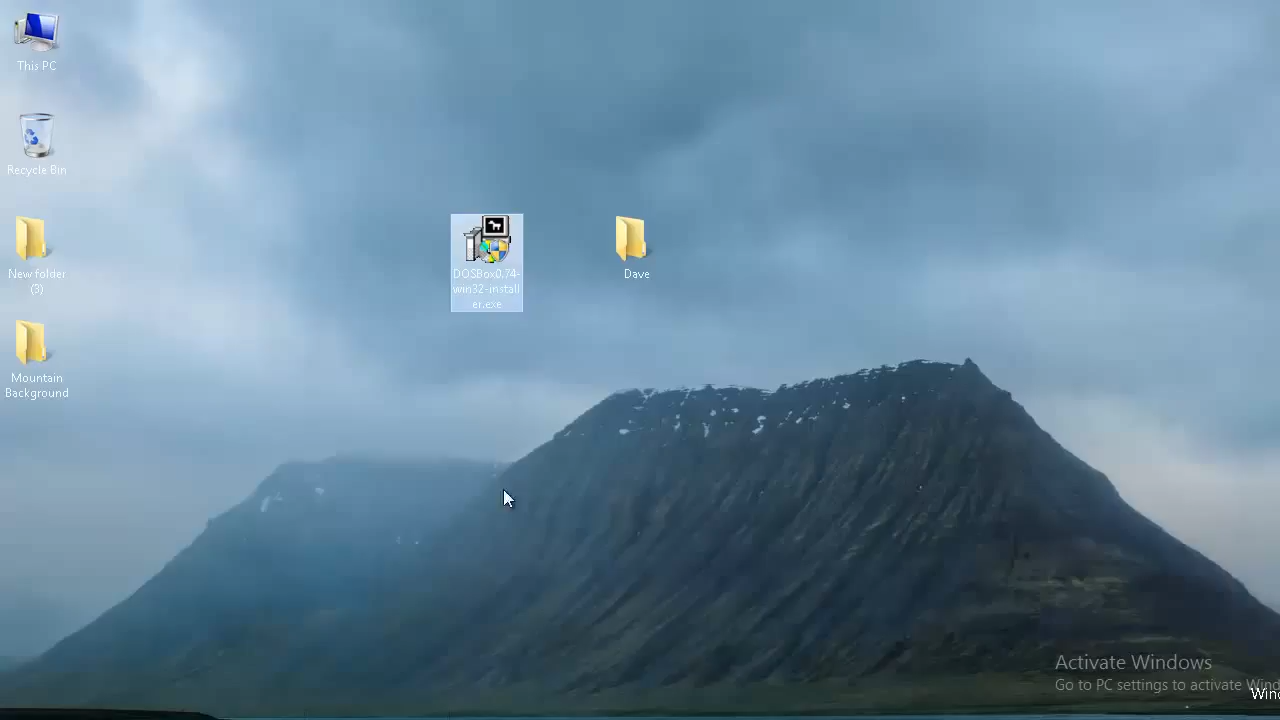 This PC
Recycle Bin
New folder
(3)
Mountain
Background
DOSBox0.74-
win32-install
er.exe
Dave
Activate Windows
Go to PC settings to activate Wind
Wind